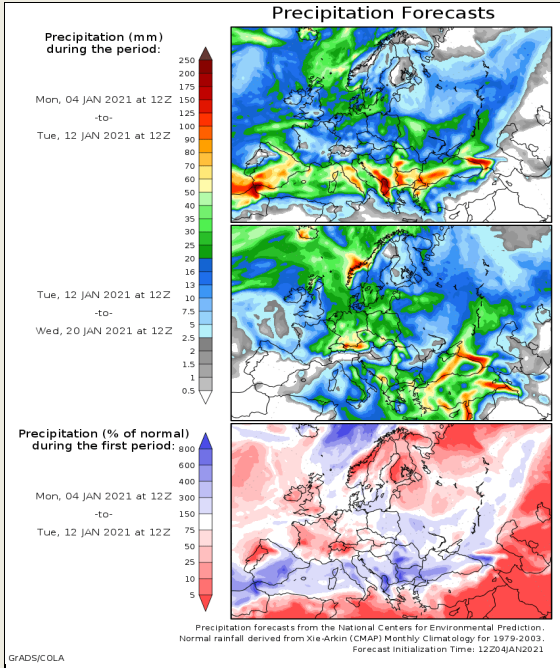 Precipitation Forecasts
Precipitation (mm)
during the period:
Mon, 04 JAN 2021 at 12Z
-to-
Tue, 12 JAN 2021 at 12Z
250
200
175
150
125
100
90
80
70
60
50
40
35
30
25
20
16
13
10
7.5
5
2.5
2
1.5
1
0.5
Tue, 12 JAN 2021 at 12Z
-to-
Wed, 20 JAN 2021 at 12Z
Precipitation (% of normal)
during the first period:
Mon, 04 JAN 2021 at 12Z
-to-
Tue, 12 JAN 2021 at 12Z
800
600
400
300
150
75
50
25
10
5
Precipitation forecasts from the National Centers for Environmental Prediction.
Normal rainfall derived from Xie-Arkin (CMAP) Monthly Climatology for 1979-2003.
Forecast Initialization Time: 12Z04JAN2021
GrADS/COLA